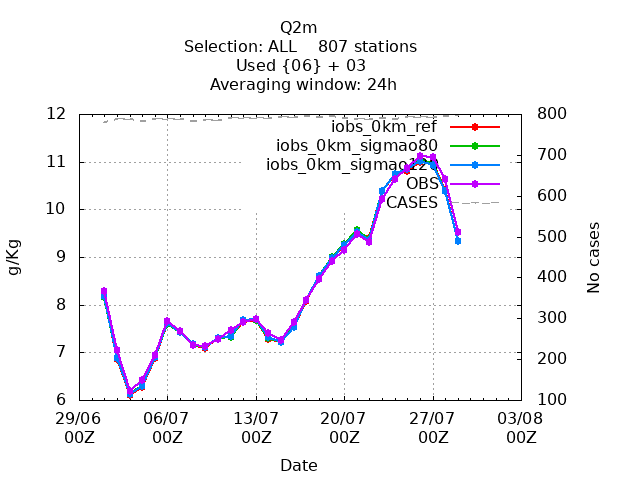 Q2m
Selection: ALL 807 stations
Used {06} + 03
Averaging window: 24h
12
11
10
9
8
7
6
g/Kg
800
700
600
500
400
300
200
100
No cases
iobs_0km_ref
iobs_0km_sigmao80
iobs_0km_sigmao120
OBS
CASES
29/06 06/07 13/07 20/07 27/07 03/08
00Z 00Z 00Z 00Z 00Z 00Z
Date